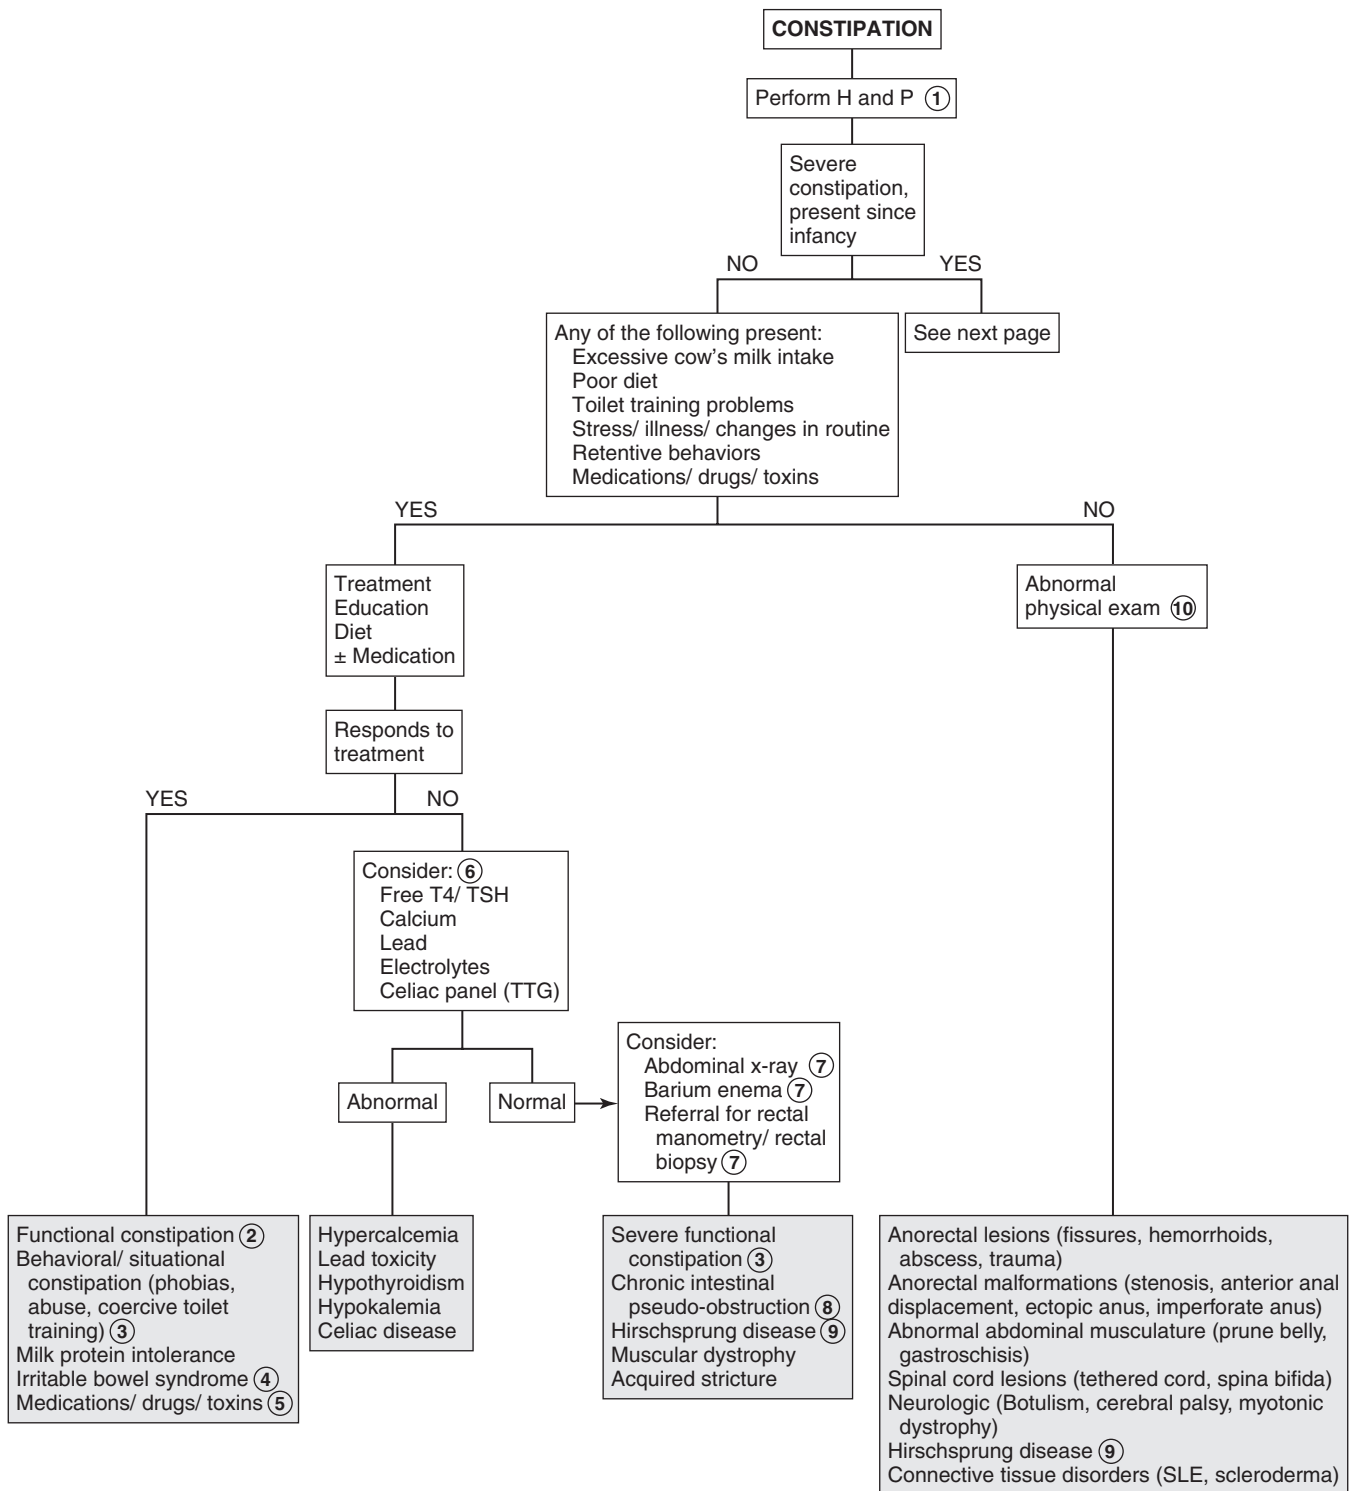 CONSTIPATION
Perform H and P 1
Severe
constipation,
present since
infancy
NO
YES
Any of the following present:
Excessive cow's milk intake
Poor diet
Toilet training problems
Stress/ illness/ changes in routine
Retentive behaviors
Medications/ drugs/ toxins
See next page
YES
NO
Treatment
Education
Diet
± Medication
Abnormal
physical exam 10
Responds to
treatment
YES
NO
Consider: 6
Free T4/ TSH
Calcium
Lead
Electrolytes
Celiac panel (TTG)
Abnormal
Normal
Consider:
Abdominal x-ray 7
Barium enema 7
Referral for rectal
manometry/ rectal
biopsy 7
Functional constipation 2
Behavioral/ situational
constipation (phobias,
abuse, coercive toilet
training) 3
Milk protein intolerance
Irritable bowel syndrome 4
Medications/ drugs/ toxins 5
Hypercalcemia
Lead toxicity
Hypothyroidism
Hypokalemia
Celiac disease
Severe functional
constipation 3
Chronic intestinal
pseudo-obstruction 8
Hirschsprung disease 9
Muscular dystrophy
Acquired stricture
Anorectal lesions (fissures, hemorrhoids,
abscess, trauma)
Anorectal malformations (stenosis, anterior anal
displacement, ectopic anus, imperforate anus)
Abnormal abdominal musculature (prune belly,
gastroschisis)
Spinal cord lesions (tethered cord, spina bifida)
Neurologic (Botulism, cerebral palsy, myotonic
dystrophy)
Hirschsprung disease 9
Connective tissue disorders (SLE, scleroderma)